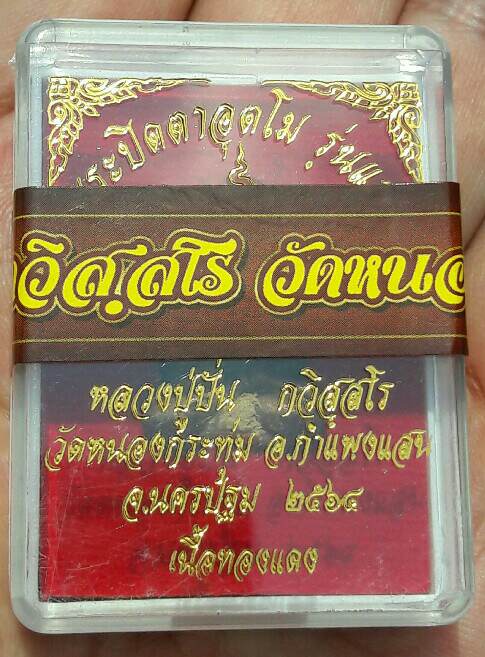 พระปิดตาอุตฺโม รุ่นแ
กวิสฺสโร วัดหนอ
หลวงปู่ปั่น กวิสฺสโร
วัดหนองกระทุ่ม อ.กำแพงแสน
จ.นครปฐม ๒๕๖๔
เนื้อทองแดง